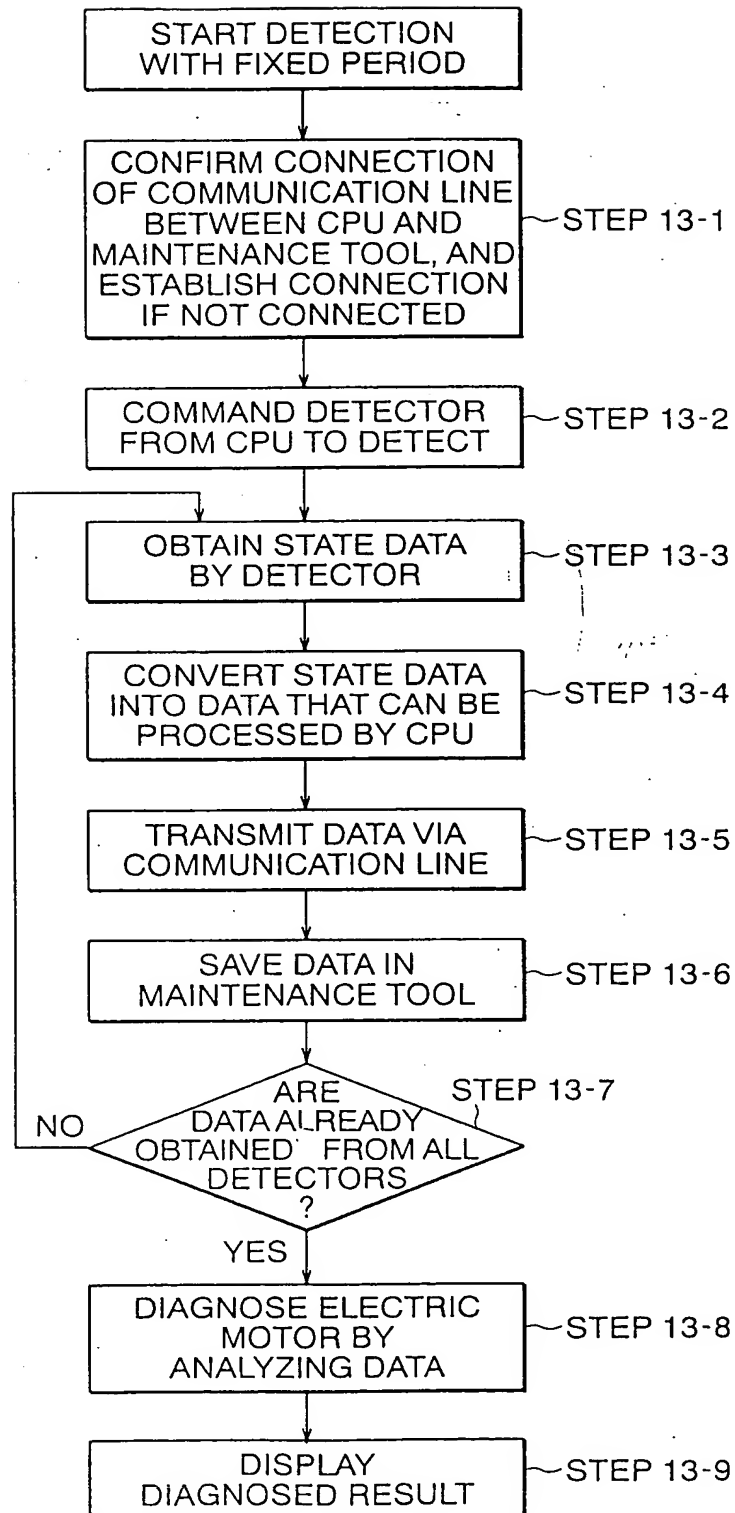 START DETECTION
WITH FIXED PERIOD
CONFIRM CONNECTION
OF COMMUNICATION LINE
BETWEEN CPU AND
MAINTENANCE TOOL, AND
ESTABLISH CONNECTION
IF NOT CONNECTED
STEP 13-1
COMMAND DETECTOR
FROM CPU TO DETECT
STEP 13-2
OBTAIN STATE DATA
BY DETECTOR
STEP 13-3
CONVERT STATE DATA
INTO DATA THAT CAN BE
PROCESSED BY CPU
STEP 13-4
TRANSMIT DATA VIA
COMMUNICATION LINE
STEP 13-5
SAVE DATA IN
MAINTENANCE TOOL
STEP 13-6
ARE
DATA ALREADY
OBTAINED FROM ALL
DETECTORS
?
STEP 13-7
NO
YES
DIAGNOSE ELECTRIC
MOTOR BY
ANALYZING DATA
STEP 13-8
DISPLAY
DIAGNOSED RESULT
STEP 13-9